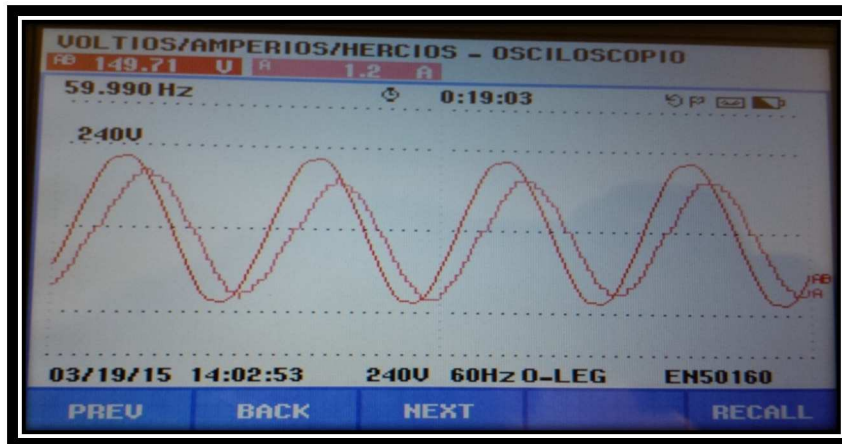 VOLTIOS/AMPERIOS/HERCIOS - OSCILOSCOPIO
AB 149.71 V A 1.2 A
59.990 Hz 0:19:03
240V
AB
A
03/19/15 14:02:53 240V 60Hz O-LEG EN50160
PREV BACK NEXT RECALL